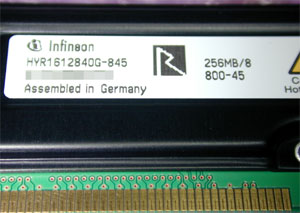 Infineon
HYR1612840G-845
Assembled in Germany
256MB/8
800-45